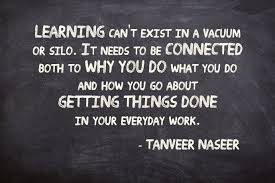 LEARNING CAN'T EXIST IN A VACUUM
OR SILO. IT NEEDS TO BE CONNECTED
BOTH TO WHY YOU DO WHAT YOU DO
AND HOW YOU GO ABOUT
GETTING THINGS DONE
IN YOUR EVERYDAY WORK.
- TANVEER NASEER